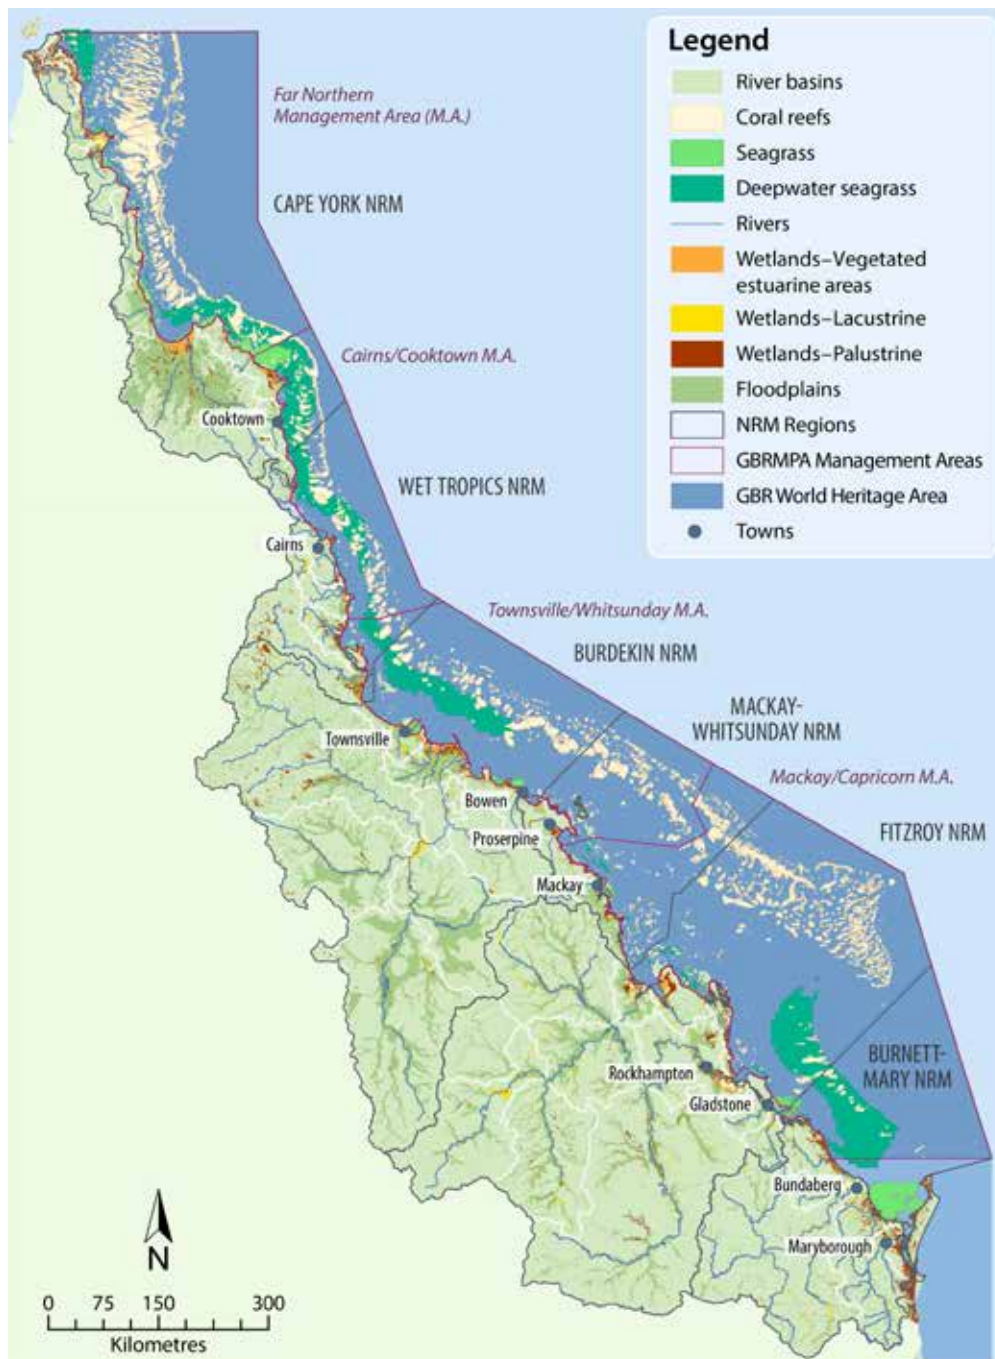 Legend
River basins
Coral reefs
Seagrass
Deepwater seagrass
Rivers
Wetlands–Vegetated
estuarine areas
Wetlands–Lacustrine
Wetlands–Palustrine
Floodplains
NRM Regions
GBRMPA Management Areas
GBR World Heritage Area
Towns
Far Northern
Management Area (M.A.)
CAPE YORK NRM
Cairns/Cooktown M.A.
Cooktown
WET TROPICS NRM
Cairns
Townsville/Whitsunday M.A.
BURDEKIN NRM
MACKAY-
WHITSUNDAY NRM
Townsville
Mackay/Capricorn M.A.
Bowen
FITZROY NRM
Proserpine
Mackay
BURNETT-
MARY NRM
Rockhampton
Gladstone
Bundaberg
Maryborough
N
0 75 150 300
Kilometres